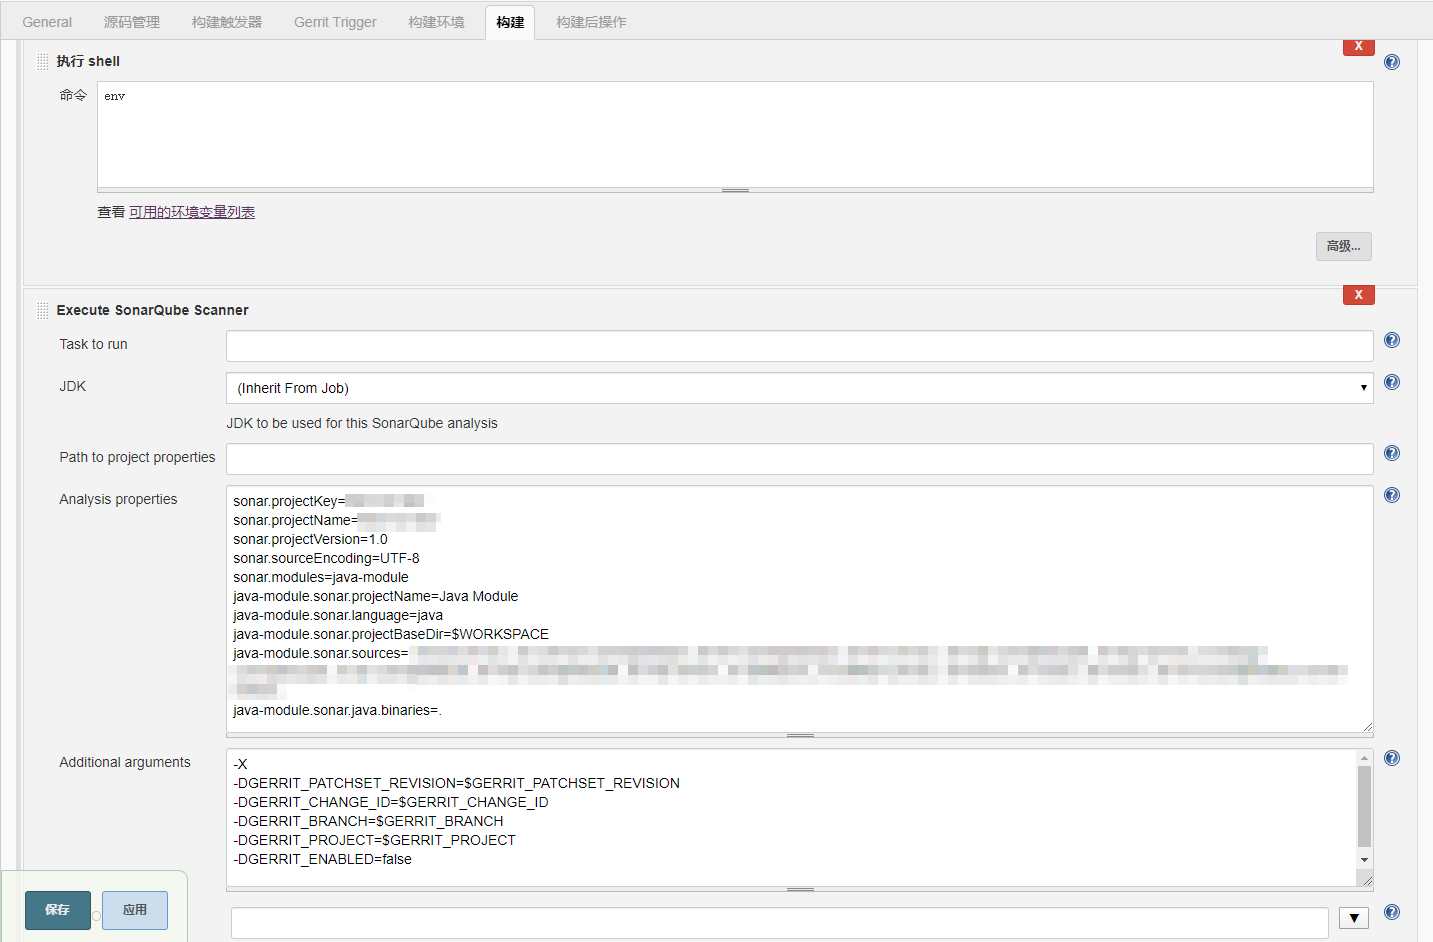 General 源码管理 构建触发器 Gerrit Trigger 构建环境 构建 构建后操作
X
执行 shell
命令
env
查看 可用的环境变量列表
高级...
X
Execute SonarQube Scanner
Task to run
JDK
(Inherit From Job)
JDK to be used for this SonarQube analysis
Path to project properties
Analysis properties
sonar.projectKey=
sonar.projectName=
sonar.projectVersion=1.0
sonar.sourceEncoding=UTF-8
sonar.modules=java-module
java-module.sonar.projectName=Java Module
java-module.sonar.language=java
java-module.sonar.projectBaseDir=$WORKSPACE
java-module.sonar.sources=
java-module.sonar.java.binaries=.
Additional arguments
-X
-DGERRIT_PATCHSET_REVISION=$GERRIT_PATCHSET_REVISION
-DGERRIT_CHANGE_ID=$GERRIT_CHANGE_ID
-DGERRIT_BRANCH=$GERRIT_BRANCH
-DGERRIT_PROJECT=$GERRIT_PROJECT
-DGERRIT_ENABLED=false
保存 应用